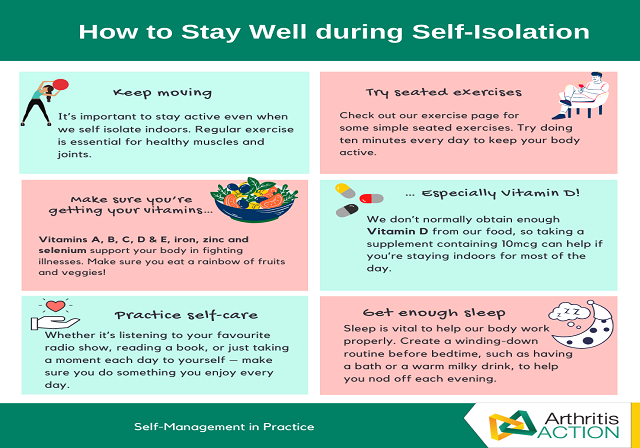 How to Stay Well during Self-Isolation
Keep moving
It's important to stay active even when
we self isolate indoors. Regular exercise
is essential for healthy muscles and
joints.
Try seated exercises
Check out our exercise page for
some simple seated exercises. Try doing
ten minutes every day to keep your body
active.
Make sure you're
getting your vitamins...
Vitamins A, B, C, D & E, iron, zinc and
selenium support your body in fighting
illnesses. Make sure you eat a rainbow of fruits
and veggies!
... Especially Vitamin D!
We don't normally obtain enough
Vitamin D from our food, so taking a
supplement containing 10mcg can help if
you're staying indoors for most of the
day.
Practice self-care
Whether it's listening to your favourite
radio show, reading a book, or just taking
a moment each day to yourself – make
sure you do something you enjoy every
day.
Get enough sleep
Sleep is vital to help our body work
properly. Create a winding-down
routine before bedtime, such as having
a bath or a warm milky drink, to help
you nod off each evening.
z z z
Self-Management in Practice
Arthritis
ACTION